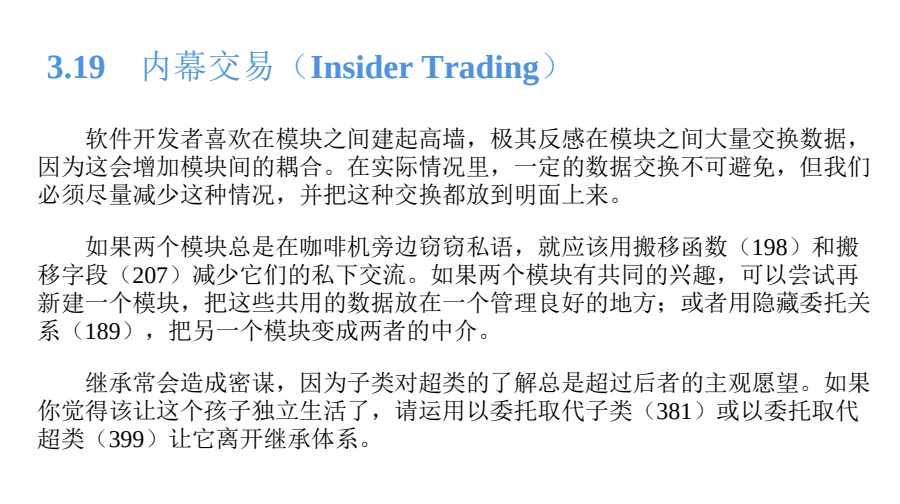 3.19 内幕交易（Insider Trading）
软件开发者喜欢在模块之间建起高墙，极其反感在模块之间大量交换数据，
因为这会增加模块间的耦合。在实际情况里，一定的数据交换不可避免，但我们
必须尽量减少这种情况，并把这种交换都放到明面上来。
如果两个模块总是在咖啡机旁边窃窃私语，就应该用搬移函数（198）和搬
移字段（207）减少它们的私下交流。如果两个模块有共同的兴趣，可以尝试再
新建一个模块，把这些共用的数据放在一个管理良好的地方；或者用隐藏委托关
系（189），把另一个模块变成两者的中介。
继承常会造成密谋，因为子类对超类的了解总是超过后者的主观愿望。如果
你觉得该让这个孩子独立生活了，请运用以委托取代子类（381）或以委托取代
超类（399）让它离开继承体系。